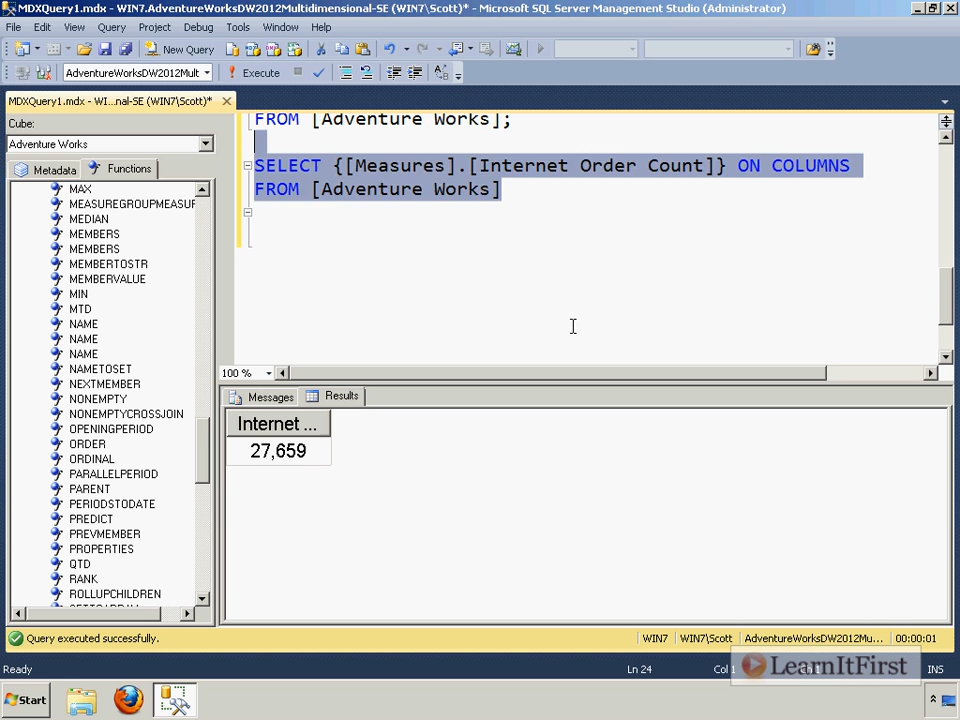 MDXQuery1.mdx - WIN7.AdventureWorksDW2012Multidimensional-SE (WIN7\Scott)* - Microsoft SQL Server Management Studio (Administrator)
File Edit View Query Project Debug Tools Window Help
New Query
AdventureWorksDW2012Mult Execute
MDXQuery1.mdx - WI...nal-SE (WIN7\Scott)*
Cube:
Adventure Works
Metadata Functions
MAX
MEASUREGROUPMEASUR
MEDIAN
MEMBERS
MEMBERS
MEMBERTOSTR
MEMBERVALUE
MIN
MTD
NAME
NAME
NAME
NAMETOSET
NEXTMEMBER
NONEMPTY
NONEMPTYCROSSJOIN
OPENINGPERIOD
ORDER
ORDINAL
PARALLELPERIOD
PARENT
PERIODSTODATE
PREDICT
PREVMEMBER
PROPERTIES
QTD
RANK
ROLLUPCHILDREN
FROM [Adventure Works];
SELECT {[Measures].[Internet Order Count]} ON COLUMNS
FROM [Adventure Works]
100 %
Messages Results
Internet ...
27,659
Query executed successfully. WIN7 WIN7\Scott AdventureWorksDW2012Mu... 00:00:01
Ready Ln 24 Col INS
LearnItFirst
Start